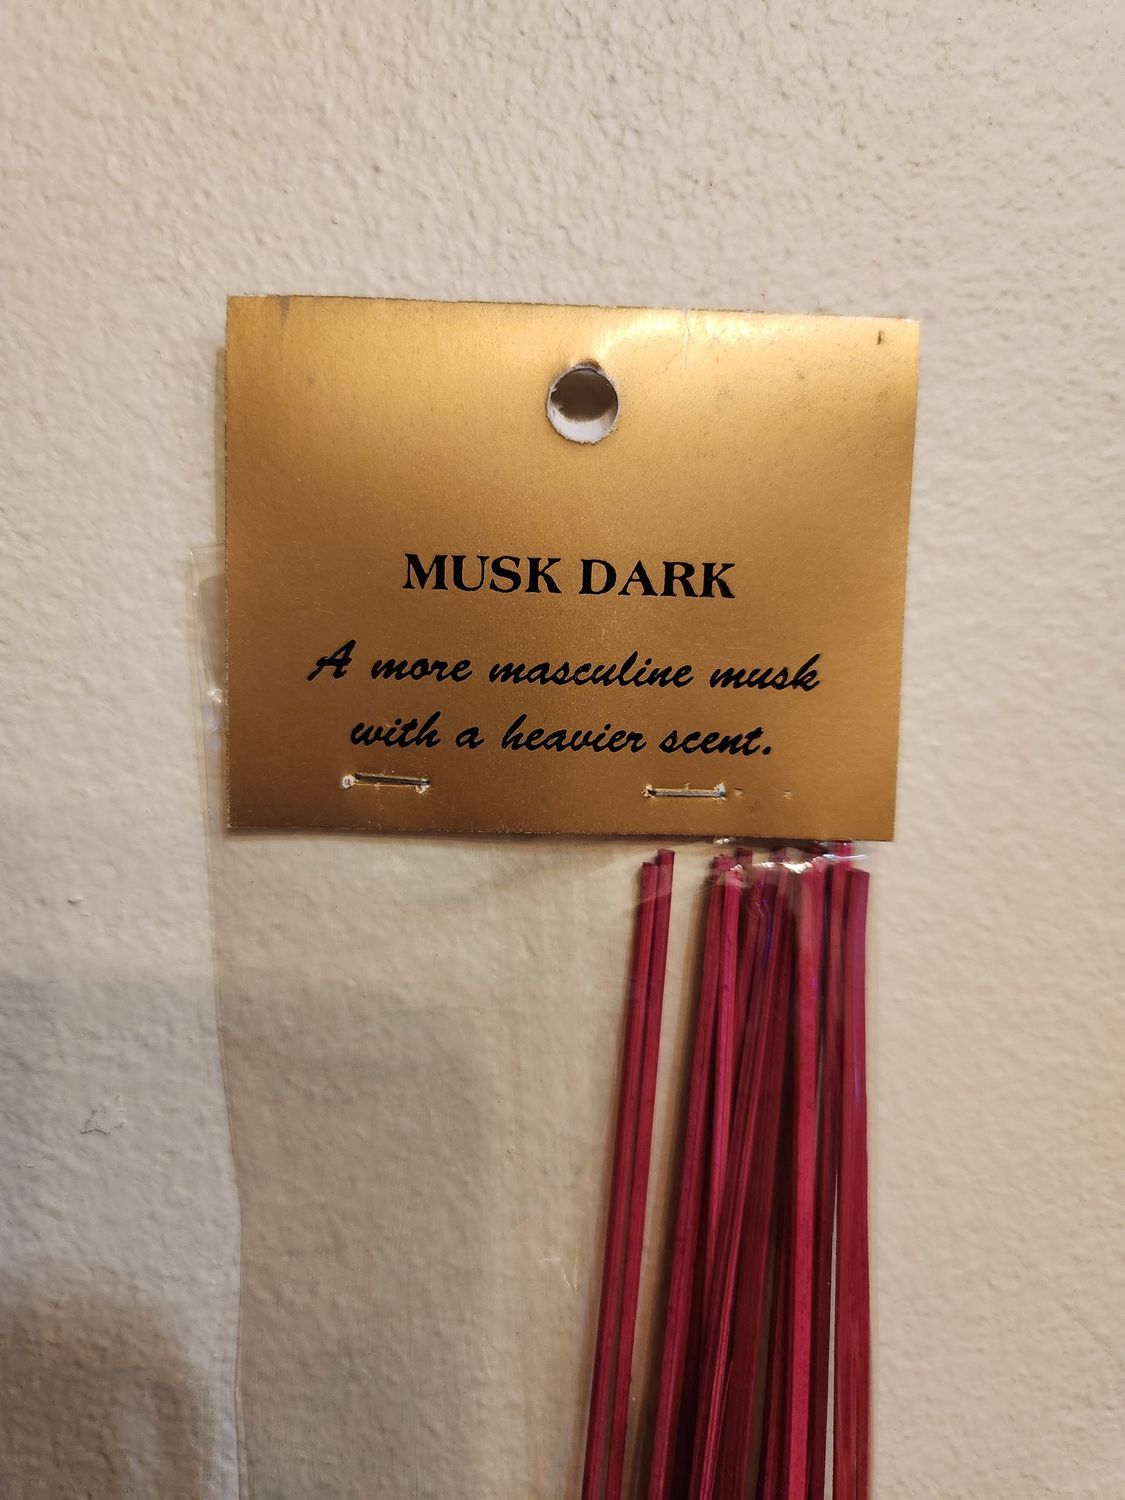 MUSK DARK
A more masculine musk
with a heavier scent.